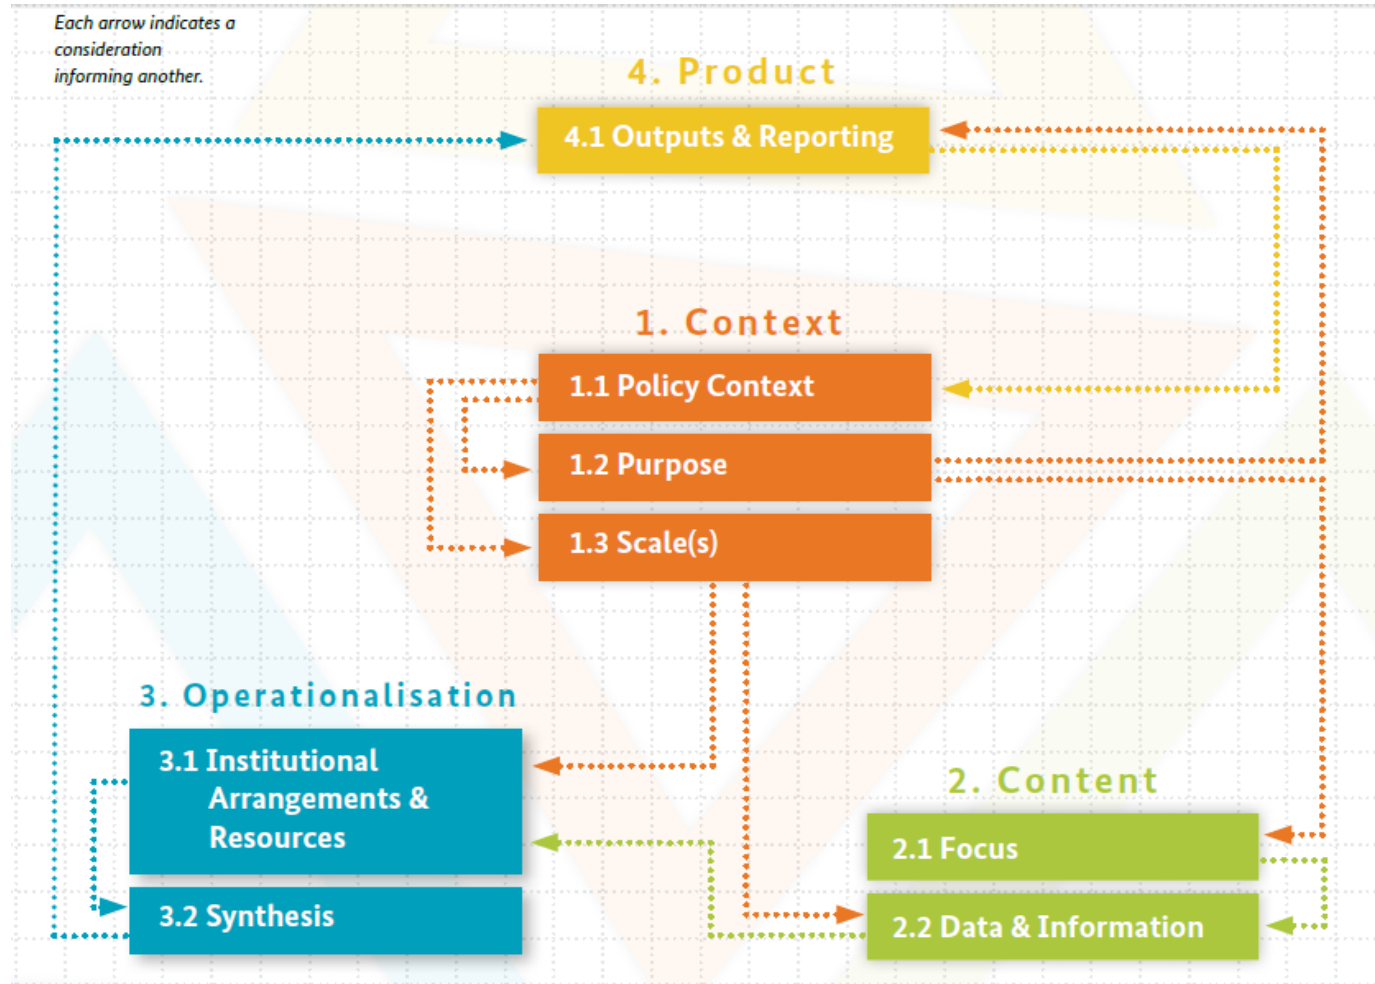 Each arrow indicates a
consideration
informing another.
4. Product
4.1 Outputs & Reporting
1. Context
1.1 Policy Context
1.2 Purpose
1.3 Scale(s)
3. Operationalisation
3.1 Institutional
Arrangements &
Resources
3.2 Synthesis
2. Content
2.1 Focus
2.2 Data & Information